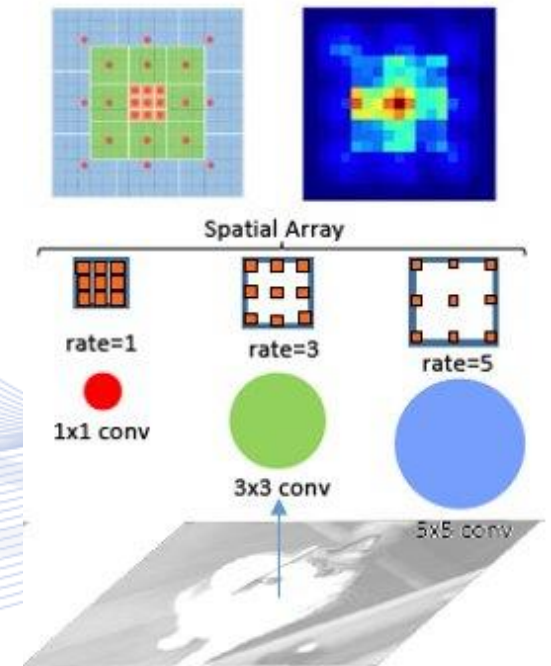 Spatial Array
rate=1
rate=3
rate=5
1x1 conv
3x3 conv
5x5 conv